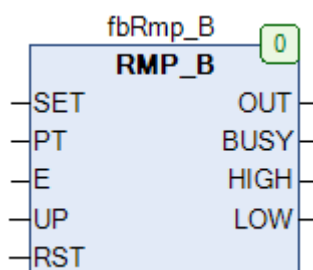 fbRmp_B
0
RMP_B
SET OUT
PT BUSY
E HIGH
UP LOW
RST